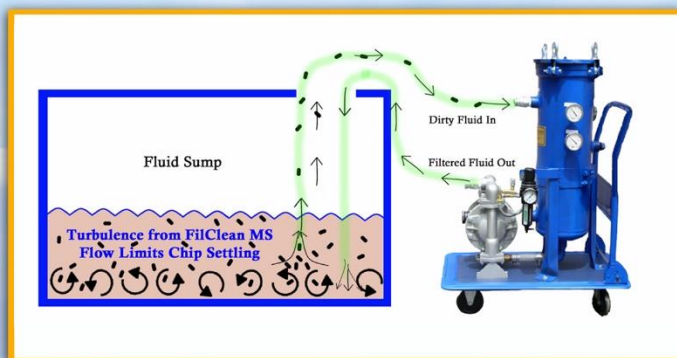 Fluid Sump
Dirty Fluid In
Filtered Fluid Out
Turbulence from FilClean MS
Flow Limits Chip Settling